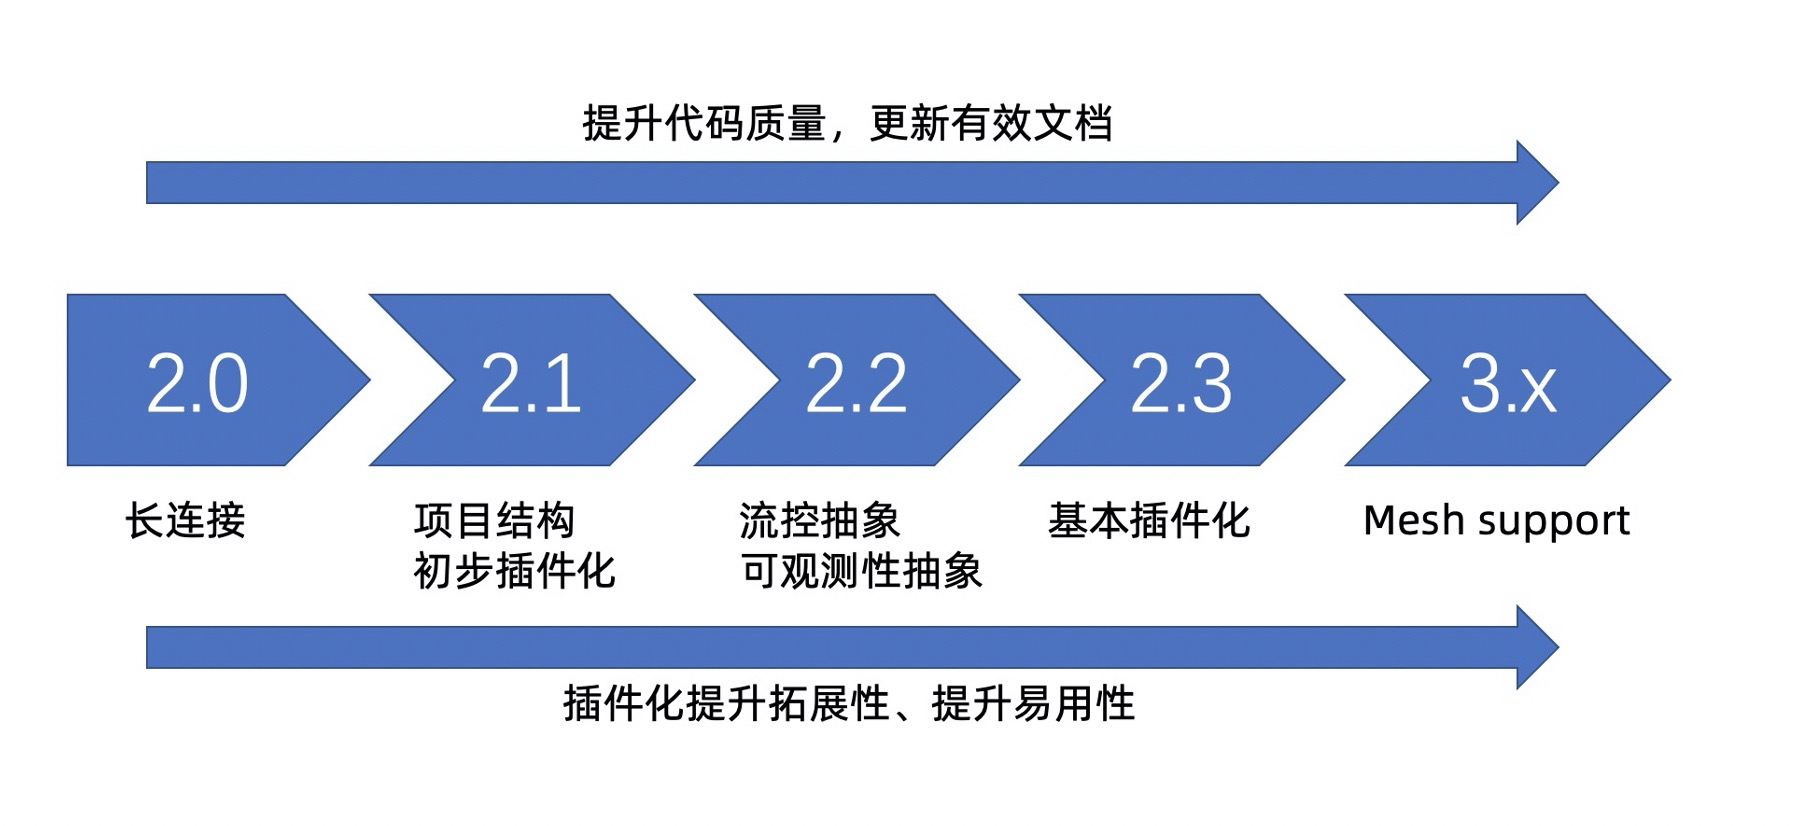 提升代码质量，更新有效文档
2.0
2.1
2.2
2.3
3.x
长连接
项目结构
初步插件化
流控抽象
可观测性抽象
基本插件化
Mesh support
插件化提升拓展性、提升易用性